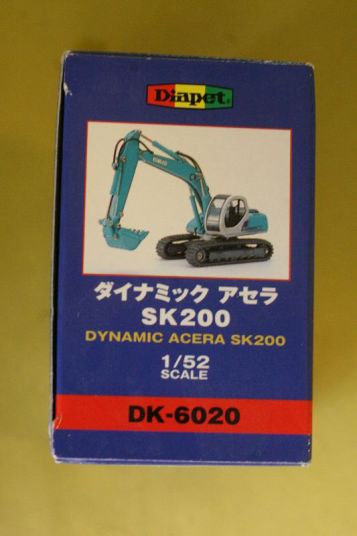 Diapet
KOBELCO
ダイナミック アセラ
SK200
DYNAMIC ACERA SK200
1/52
SCALE
DK-6020